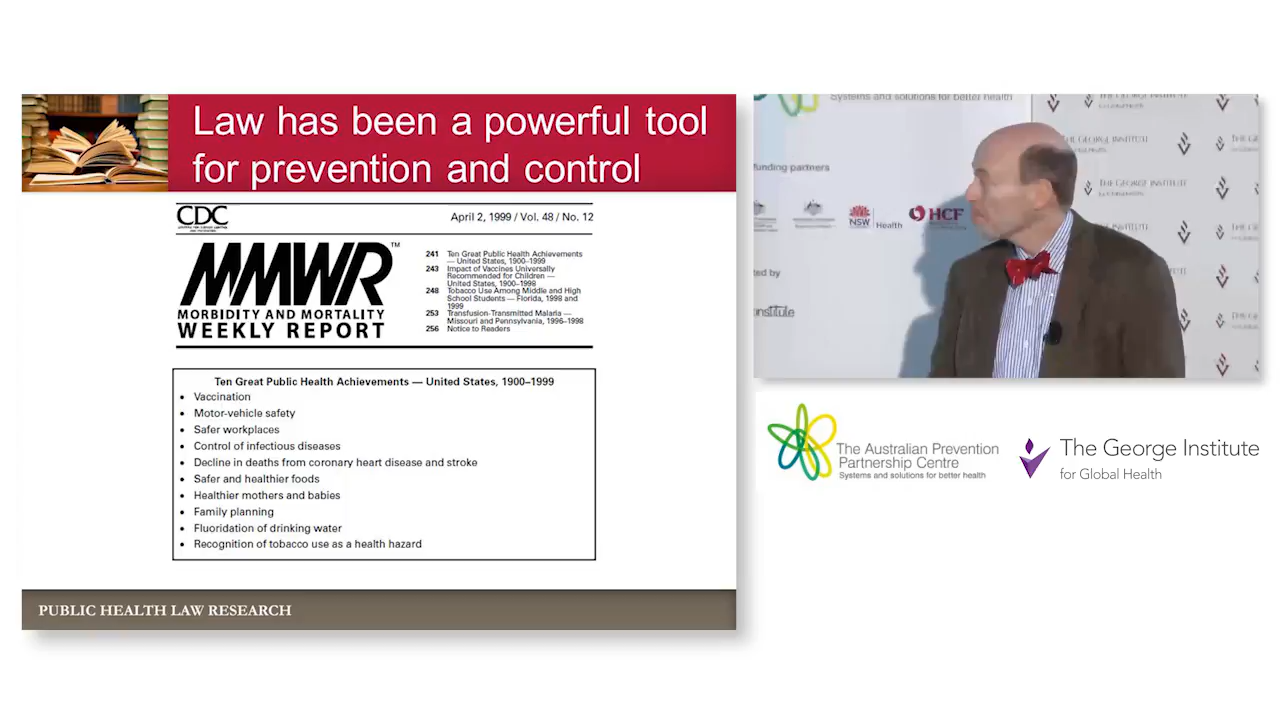 Law has been a powerful tool
for prevention and control
CDC
April 2, 1999 / Vol. 48 / No. 12
MMWR™
MORBIDITY AND MORTALITY
WEEKLY REPORT
241 Ten Great Public Health Achievements
— United States, 1900–1999
243 Impact of Vaccines Universally
Recommended for Children —
United States, 1900–1998
248 Tobacco Use Among Middle and High
School Students — Florida, 1998 and
1999
253 Transfusion-Transmitted Malaria —
Missouri and Pennsylvania, 1996–1998
256 Notice to Readers
Ten Great Public Health Achievements — United States, 1900–1999
• Vaccination
• Motor-vehicle safety
• Safer workplaces
• Control of infectious diseases
• Decline in deaths from coronary heart disease and stroke
• Safer and healthier foods
• Healthier mothers and babies
• Family planning
• Fluoridation of drinking water
• Recognition of tobacco use as a health hazard
PUBLIC HEALTH LAW RESEARCH
Systems and solutions for better health
funding partners
NSW
Health
HCF
THE GEORGE INSTITUTE
The Australian Prevention
Partnership Centre
Systems and solutions for better health
The George Institute
for Global Health